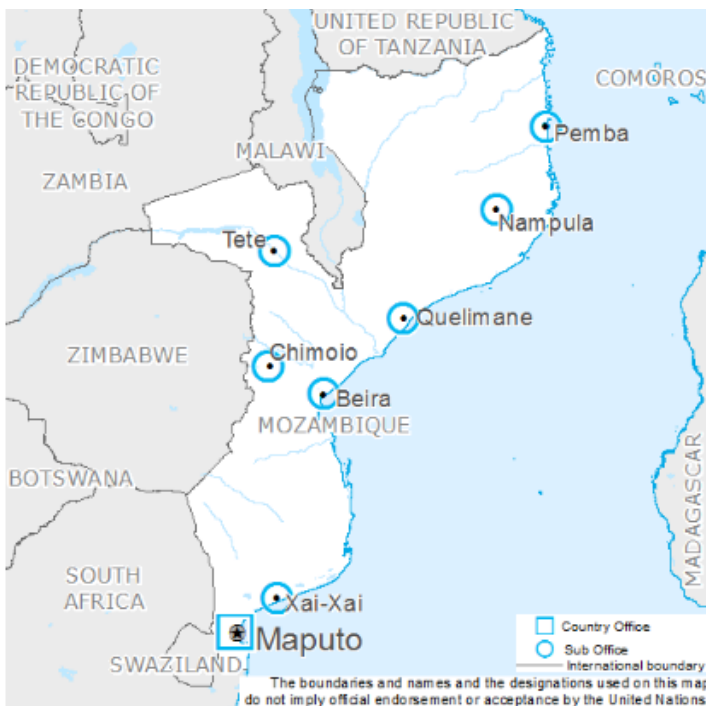 UNITED REPUBLIC
OF TANZANIA
DEMOCRATIC
REPUBLIC OF
THE CONGO
COMOROS
Pemba
MALAWI
ZAMBIA
Nampula
Tete
Quelimane
Chimoio
ZIMBABWE
Beira
MOZAMBIQUE
BOTSWANA
MADAGASCAR
SOUTH
AFRICA
Xai-Xai
Maputo
SWAZILAND
Country Office
Sub Office
International boundary
The boundaries and names and the designations used on this map
do not imply official endorsement or acceptance by the United Nations